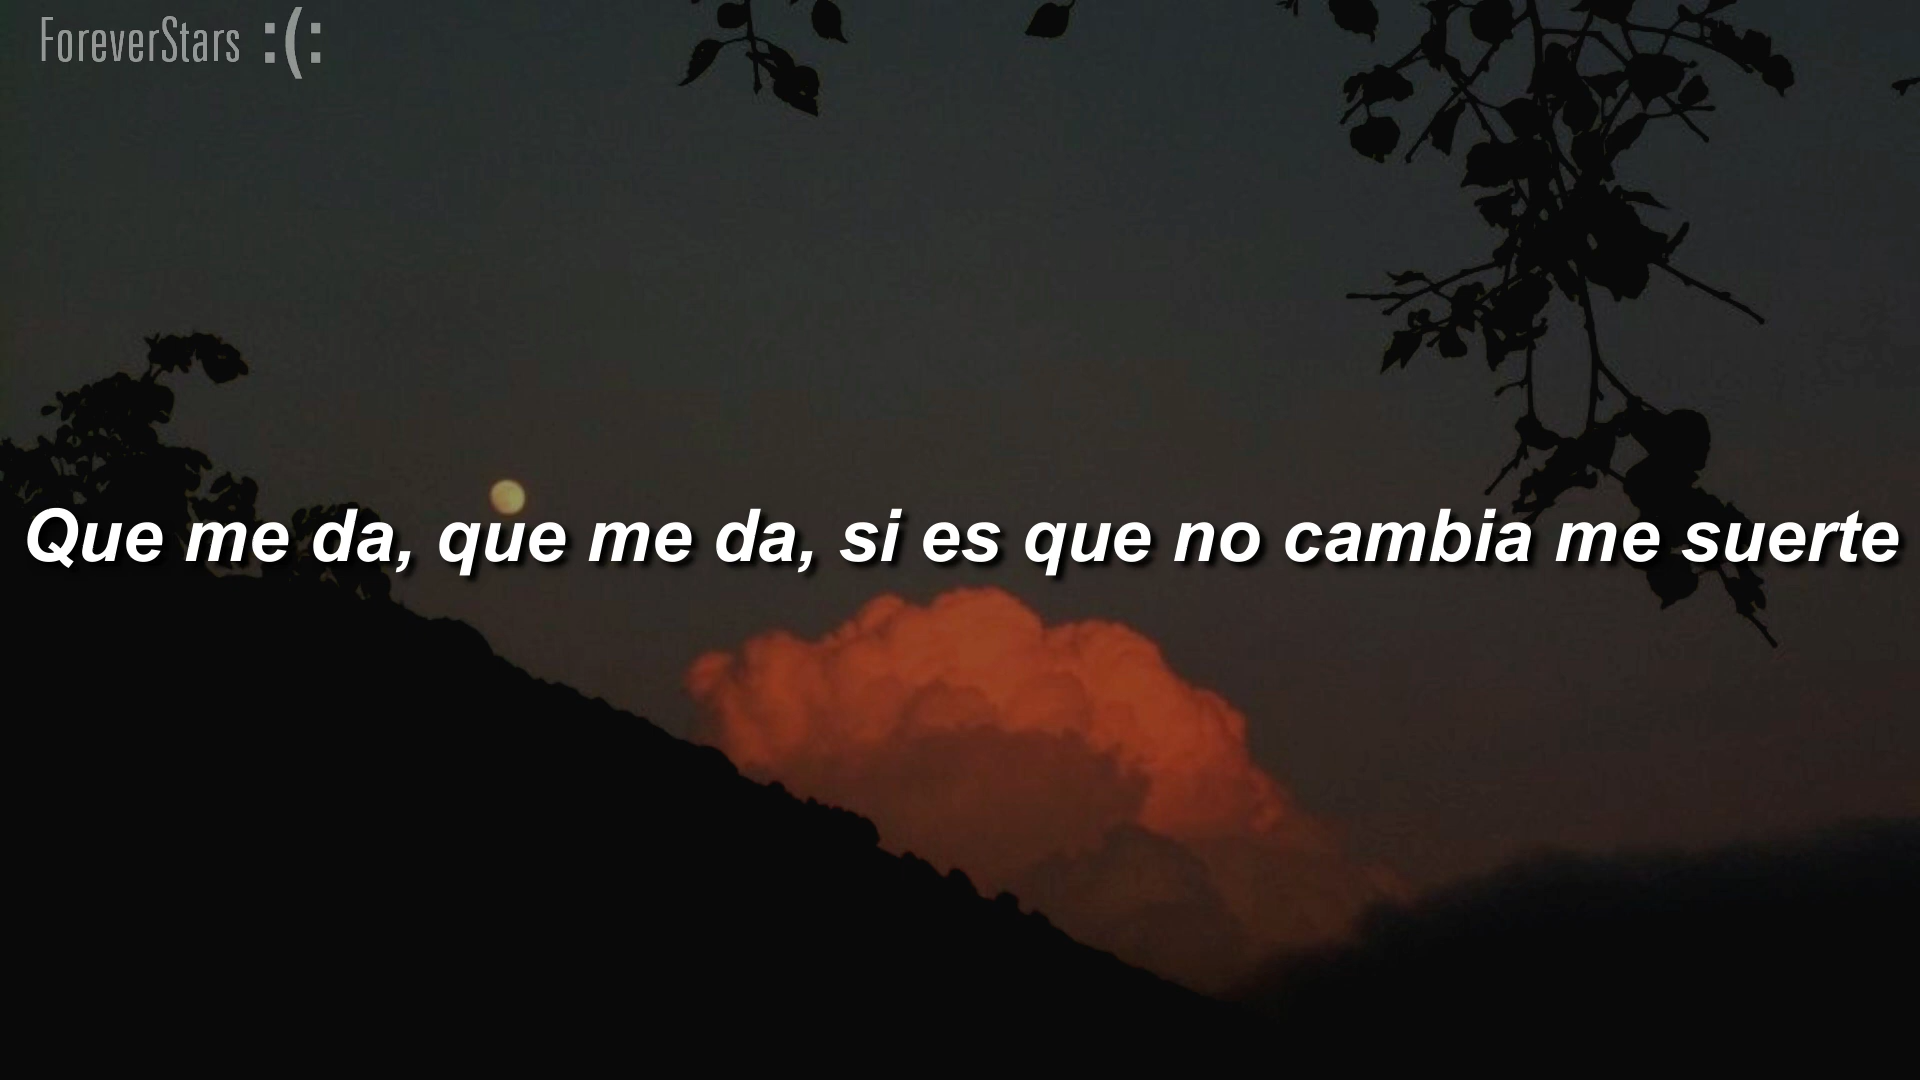 ForeverStars :(:
Que me da, que me da, si es que no cambia me suerte